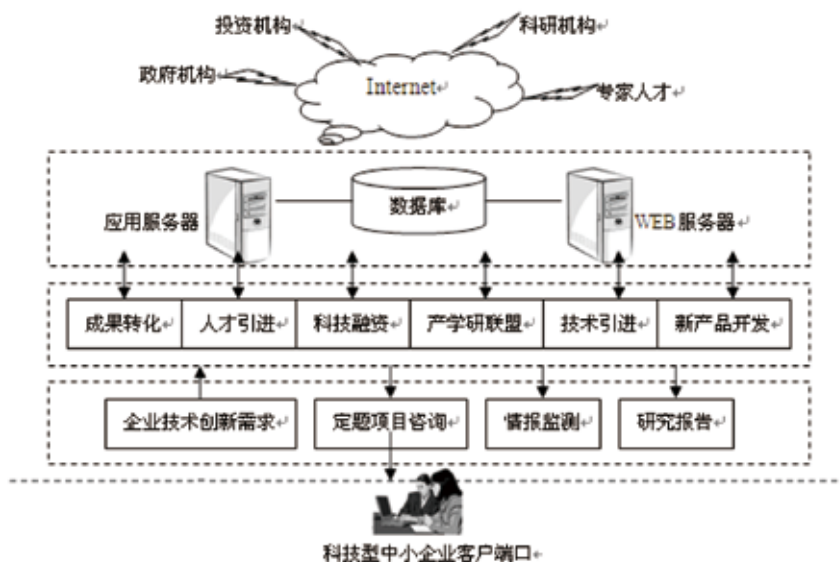 投资机构
科研机构
政府机构
Internet
专家人才
应用服务器
数据库
WEB 服务器
成果转化
人才引进
科技融资
产学研联盟
技术引进
新产品开发
企业技术创新需求
定题项目咨询
情报监测
研究报告
科技型中小企业客户端口